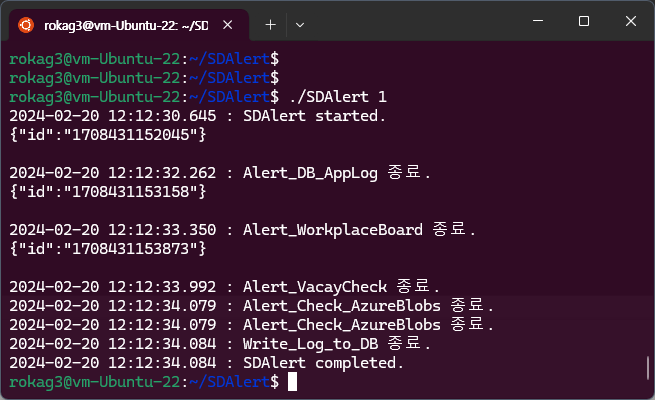 rokag3@vm-Ubuntu-22: ~/SD
rokag3@vm-Ubuntu-22:~/SDAlert$
rokag3@vm-Ubuntu-22:~/SDAlert$
rokag3@vm-Ubuntu-22:~/SDAlert$ ./SDAlert 1
2024-02-20 12:12:30.645 : SDAlert started.
{"id":"1708431152045"}
2024-02-20 12:12:32.262 : Alert_DB_AppLog 종료.
{"id":"1708431153158"}
2024-02-20 12:12:33.350 : Alert_WorkplaceBoard 종료.
{"id":"1708431153873"}
2024-02-20 12:12:33.992 : Alert_VacayCheck 종료.
2024-02-20 12:12:34.079 : Alert_Check_AzureBlobs 종료.
2024-02-20 12:12:34.079 : Alert_Check_AzureBlobs 종료.
2024-02-20 12:12:34.084 : Write_Log_to_DB 종료.
2024-02-20 12:12:34.084 : SDAlert completed.
rokag3@vm-Ubuntu-22:~/SDAlert$